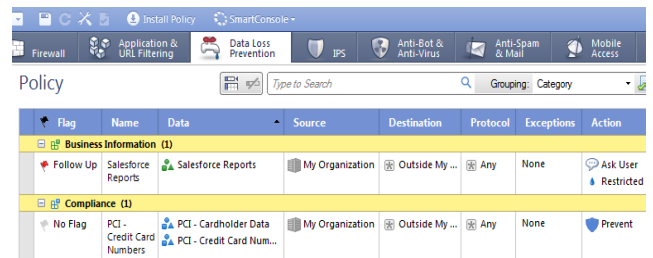 Install Policy SmartConsole
Firewall
Application & URL Filtering
Data Loss Prevention
IPS
Anti-Bot & Anti-Virus
Anti-Spam & Mail
Mobile Access
Policy Type to Search Grouping: Category
Flag Name Data Source Destination Protocol Exceptions Action
Business Information (1)
Follow Up Salesforce Salesforce Reports My Organization Outside My ... Any None Ask User
Reports Restricted
Compliance (1)
No Flag PCI - PCI - Cardholder Data My Organization Outside My ... Any None Prevent
Credit Card PCI - Credit Card Num...
Numbers